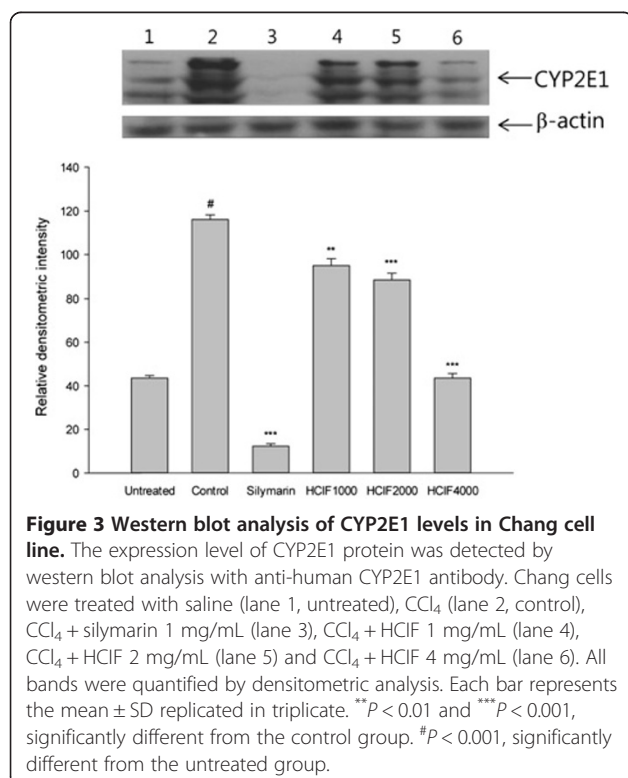 1 2 3 4 5 6
CYP2E1
β-actin
140
120
100
80
60
40
20
0
Relative densitometric intensity
#
***
**
***
***
Untreated Control Silymarin HCIF1000 HCIF2000 HCIF4000
Figure 3 Western blot analysis of CYP2E1 levels in Chang cell
line. The expression level of CYP2E1 protein was detected by
western blot analysis with anti-human CYP2E1 antibody. Chang cells
were treated with saline (lane 1, untreated), CCl₄ (lane 2, control),
CCl₄ + silymarin 1 mg/mL (lane 3), CCl₄ + HCIF 1 mg/mL (lane 4),
CCl₄ + HCIF 2 mg/mL (lane 5) and CCl₄ + HCIF 4 mg/mL (lane 6). All
bands were quantified by densitometric analysis. Each bar represents
the mean ± SD replicated in triplicate. **P < 0.01 and ***P < 0.001,
significantly different from the control group. #P < 0.001, significantly
different from the untreated group.